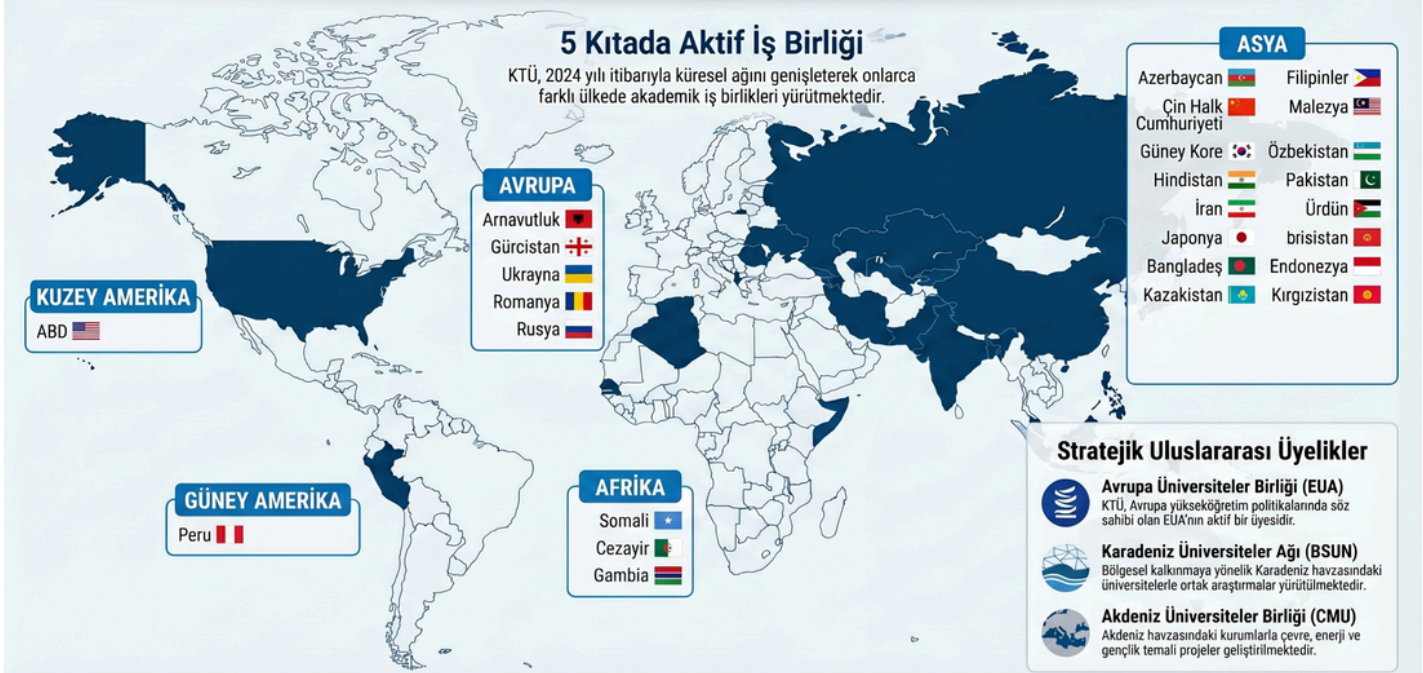 5 Kıtada Aktif İş Birliği
KTÜ, 2024 yılı itibarıyla küresel ağını genişleterek onlarca
farklı ülkede akademik iş birlikleri yürütmektedir.
KUZEY AMERİKA
ABD
GÜNEY AMERİKA
Peru
AVRUPA
Arnavutluk
Gürcistan
Ukrayna
Romanya
Rusya
AFRİKA
Somali
Cezayir
Gambia
ASYA
Azerbaycan
Çin Halk
Cumhuriyeti
Güney Kore
Hindistan
İran
Japonya
Bangladeş
Kazakistan
Filipinler
Malezya
Özbekistan
Pakistan
Ürdün
brisistan
Endonezya
Kırgızistan
Stratejik Uluslararası Üyelikler
Avrupa Üniversiteler Birliği (EUA)
KTÜ, Avrupa yükseköğretim politikalarında söz
sahibi olan EUA'nın aktif bir üyesidir.
Karadeniz Üniversiteler Ağı (BSUN)
Bölgesel kalkınmaya yönelik Karadeniz havzasındaki
üniversitelerle ortak araştırmalar yürütülmektedir.
Akdeniz Üniversiteler Birliği (CMU)
Akdeniz havzasındaki kurumlarla çevre, enerji ve
gençlik temali projeler geliştirilmektedir.